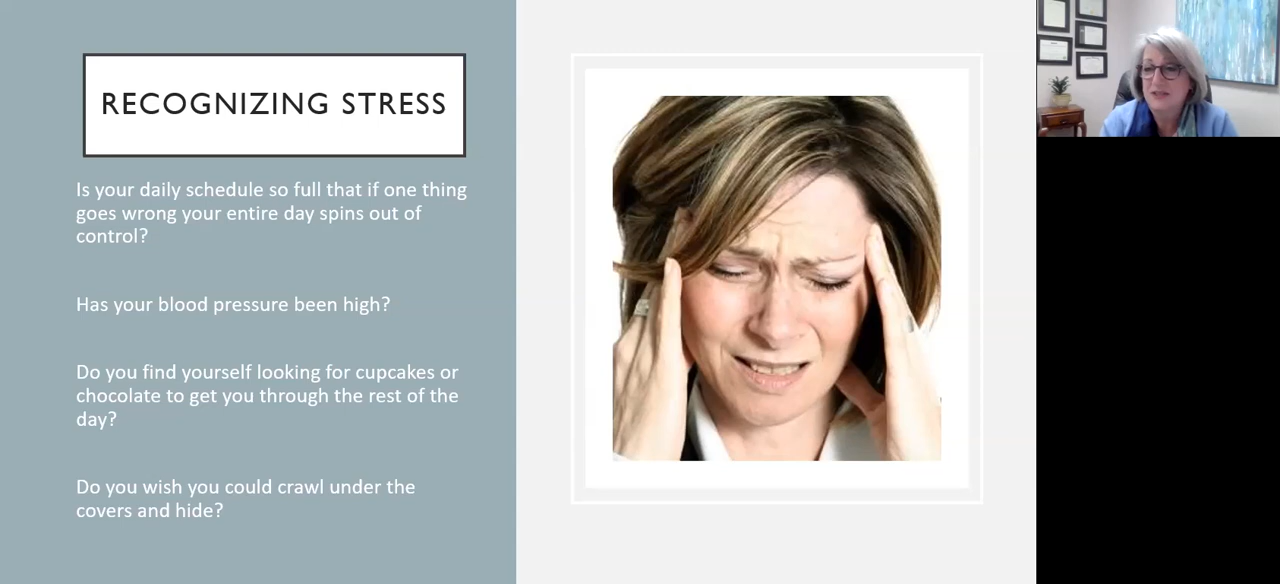 RECOGNIZING STRESS
Is your daily schedule so full that if one thing
goes wrong your entire day spins out of
control?
Has your blood pressure been high?
Do you find yourself looking for cupcakes or
chocolate to get you through the rest of the
day?
Do you wish you could crawl under the
covers and hide?